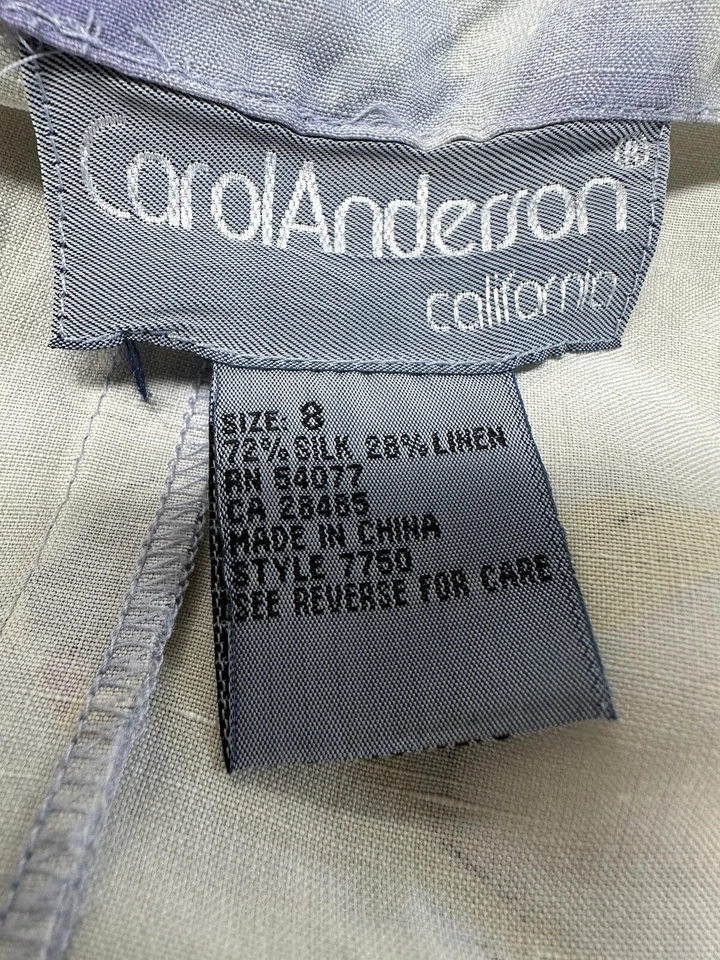 CarolAnderson®
california
SIZE: 8
72% SILK 28% LINEN
RN 54077
CA 28485
MADE IN CHINA
STYLE 7750
SEE REVERSE FOR CARE